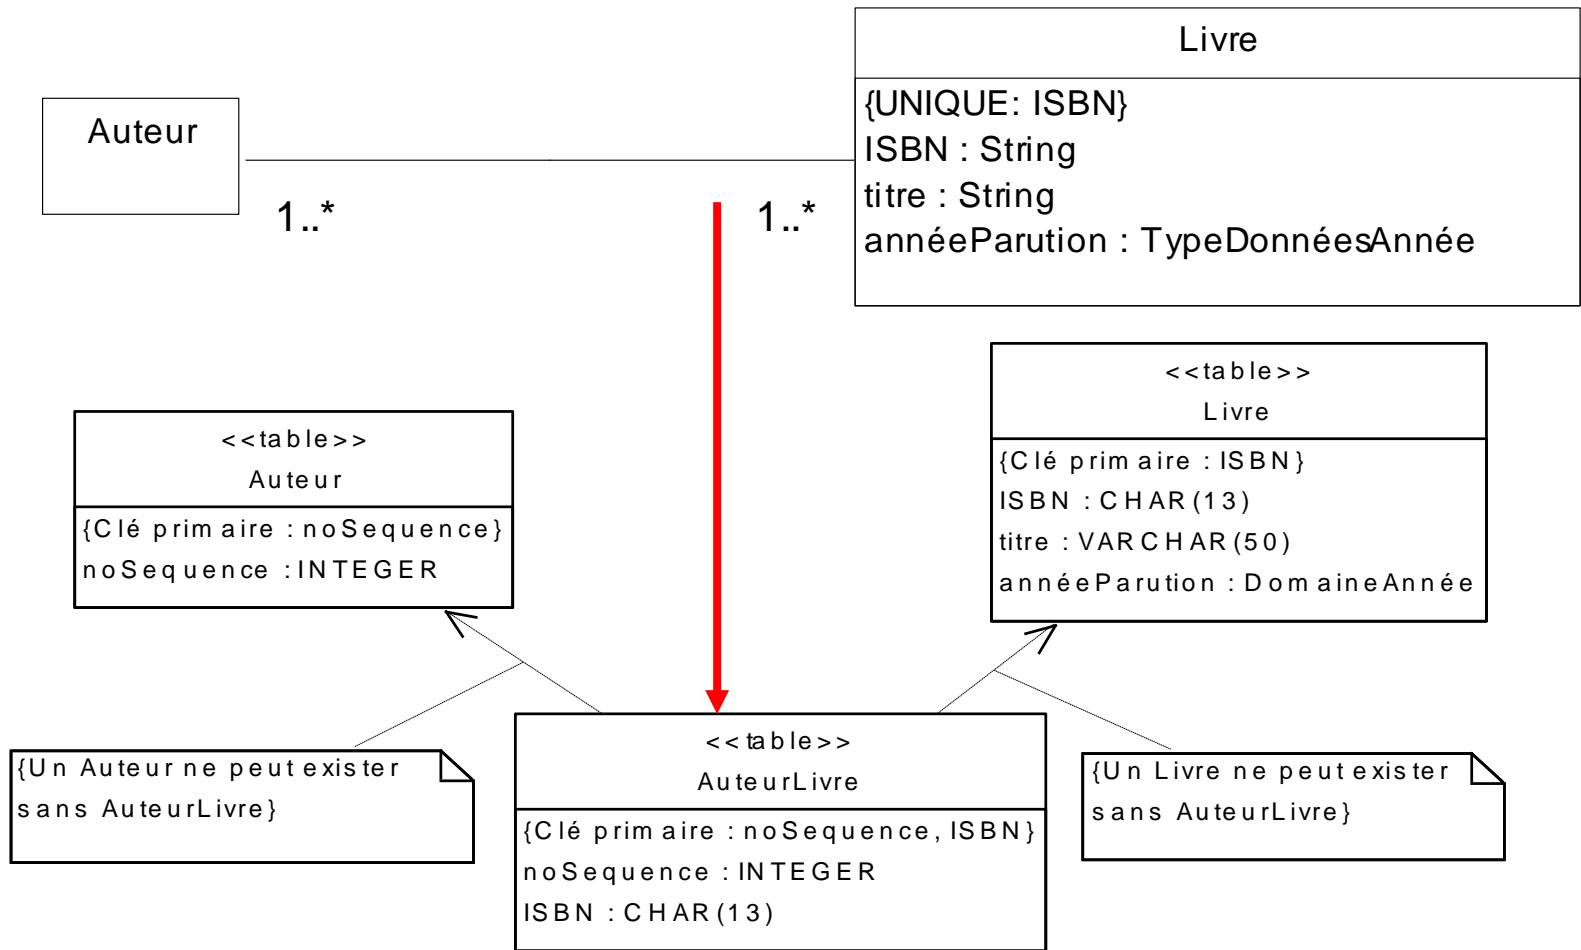 Auteur
1..*
1..*
Livre
{UNIQUE: ISBN}
ISBN : String
titre : String
annéeParution : TypeDonnéesAnnée
<<table>>
Auteur
{Clé primaire : noSequence}
noSequence : INTEGER
<<table>>
Livre
{Clé primaire : ISBN}
ISBN : CHAR(13)
titre : VARCHAR(50)
annéeParution : DomaineAnnée
{Un Auteur ne peut exister
sans AuteurLivre}
<<table>>
AuteurLivre
{Clé primaire : noSequence, ISBN}
noSequence : INTEGER
ISBN : CHAR(13)
{Un Livre ne peut exister
sans AuteurLivre}